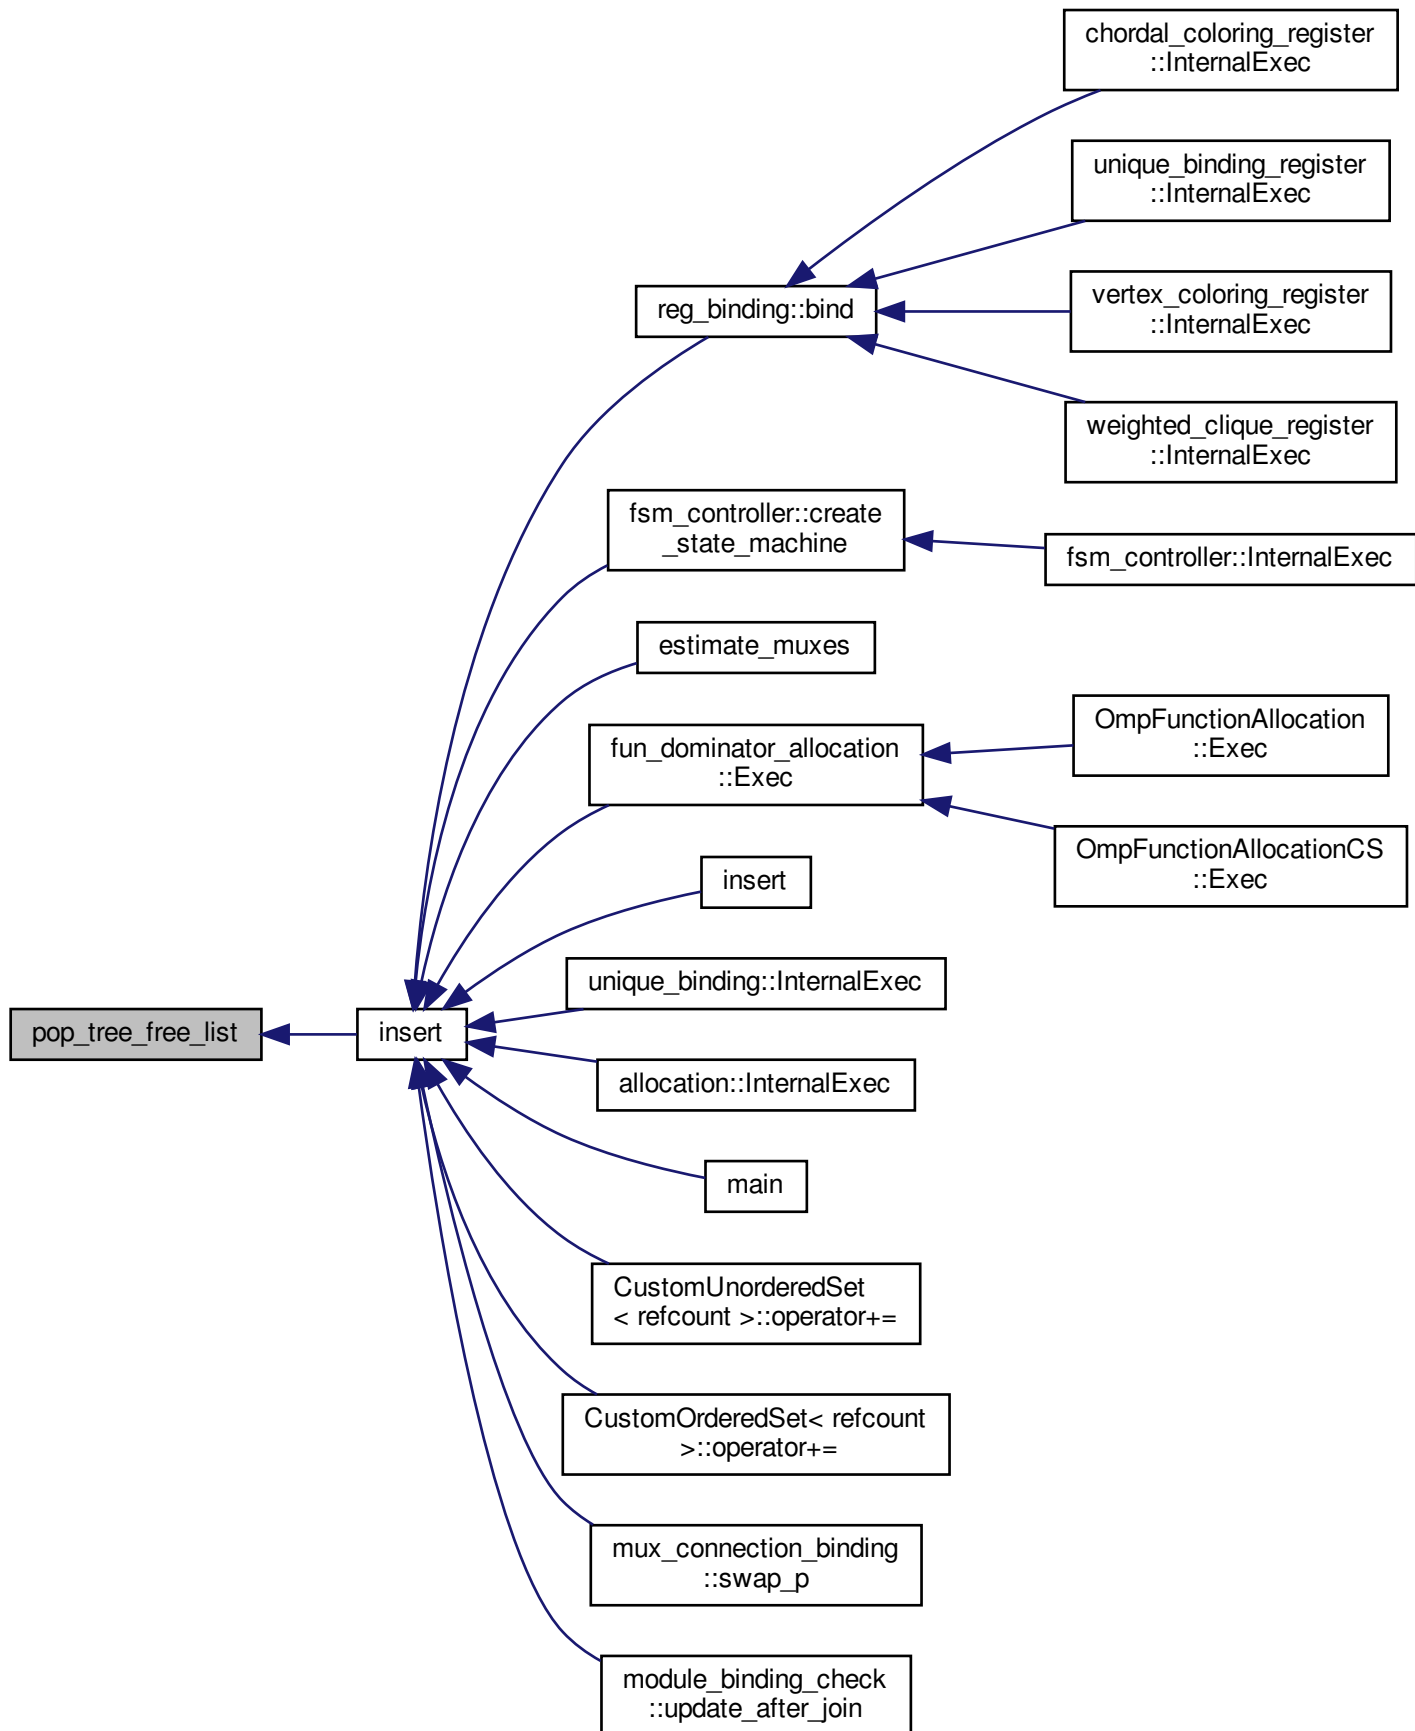 chordal_coloring_register
::InternalExec
unique_binding_register
::InternalExec
vertex_coloring_register
::InternalExec
reg_binding::bind
weighted_clique_register
::InternalExec
fsm_controller::create
_state_machine
fsm_controller::InternalExec
estimate_muxes
fun_dominator_allocation
::Exec
OmpFunctionAllocation
::Exec
OmpFunctionAllocationCS
::Exec
insert
unique_binding::InternalExec
pop_tree_free_list
insert
allocation::InternalExec
main
CustomUnorderedSet
< refcount >::operator+=
CustomOrderedSet< refcount
>::operator+=
mux_connection_binding
::swap_p
module_binding_check
::update_after_join